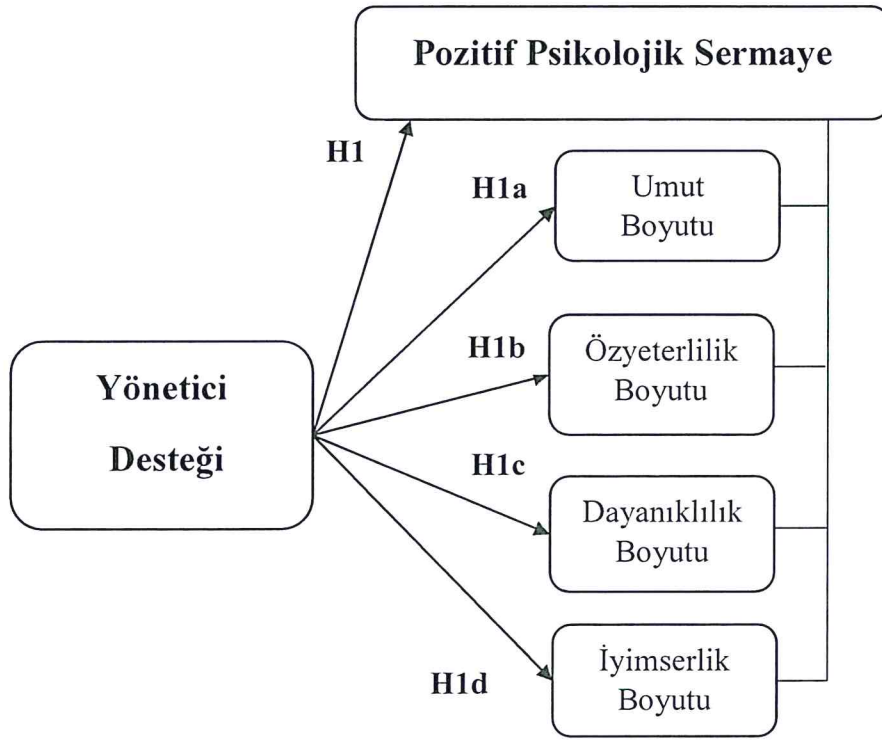 Pozitif Psikolojik Sermaye
H1
H1a
Umut
Boyutu
H1b
Özyeterlilik
Boyutu
Yönetici
Desteği
H1c
Dayanıklılık
Boyutu
H1d
İyimserlik
Boyutu